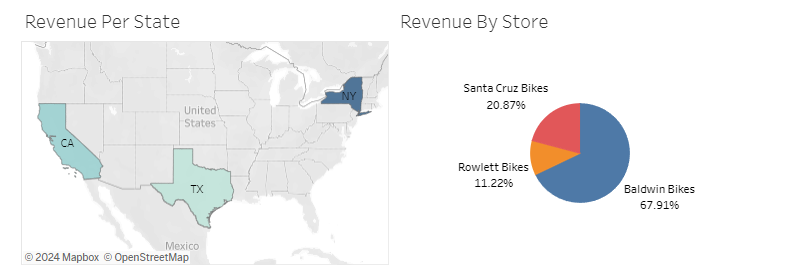 Revenue Per State
Revenue By Store
United
States
NY
CA
TX
Mexico
© 2024 Mapbox © OpenStreetMap
Santa Cruz Bikes
20.87%
Rowlett Bikes
11.22%
Baldwin Bikes
67.91%